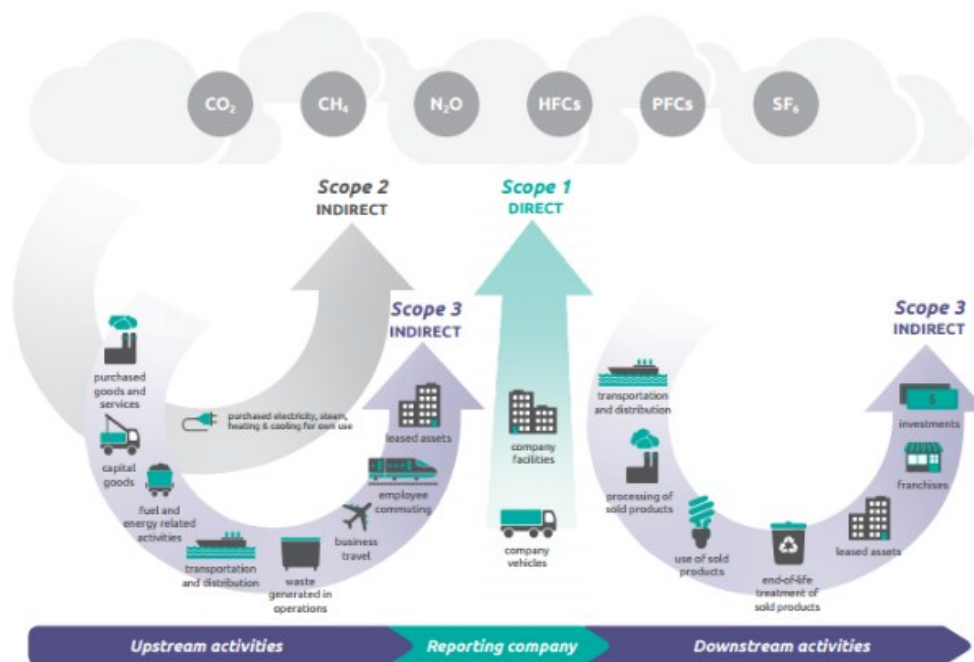 CO₂
CH₄
N₂O
HFCs
PFCs
SF₆
Scope 2
INDIRECT
Scope 1
DIRECT
Scope 3
INDIRECT
Scope 3
INDIRECT
purchased
goods and
services
capital
goods
fuel and
energy related
activities
transportation
and distribution
waste
generated in
operations
business
travel
employee
commuting
leased assets
purchased electricity, steam,
heating & cooling for own use
company
facilities
company
vehicles
transportation
and distribution
processing of
sold products
use of sold
products
end-of-life
treatment of
sold products
leased assets
franchises
$
investments
Upstream activities
Reporting company
Downstream activities